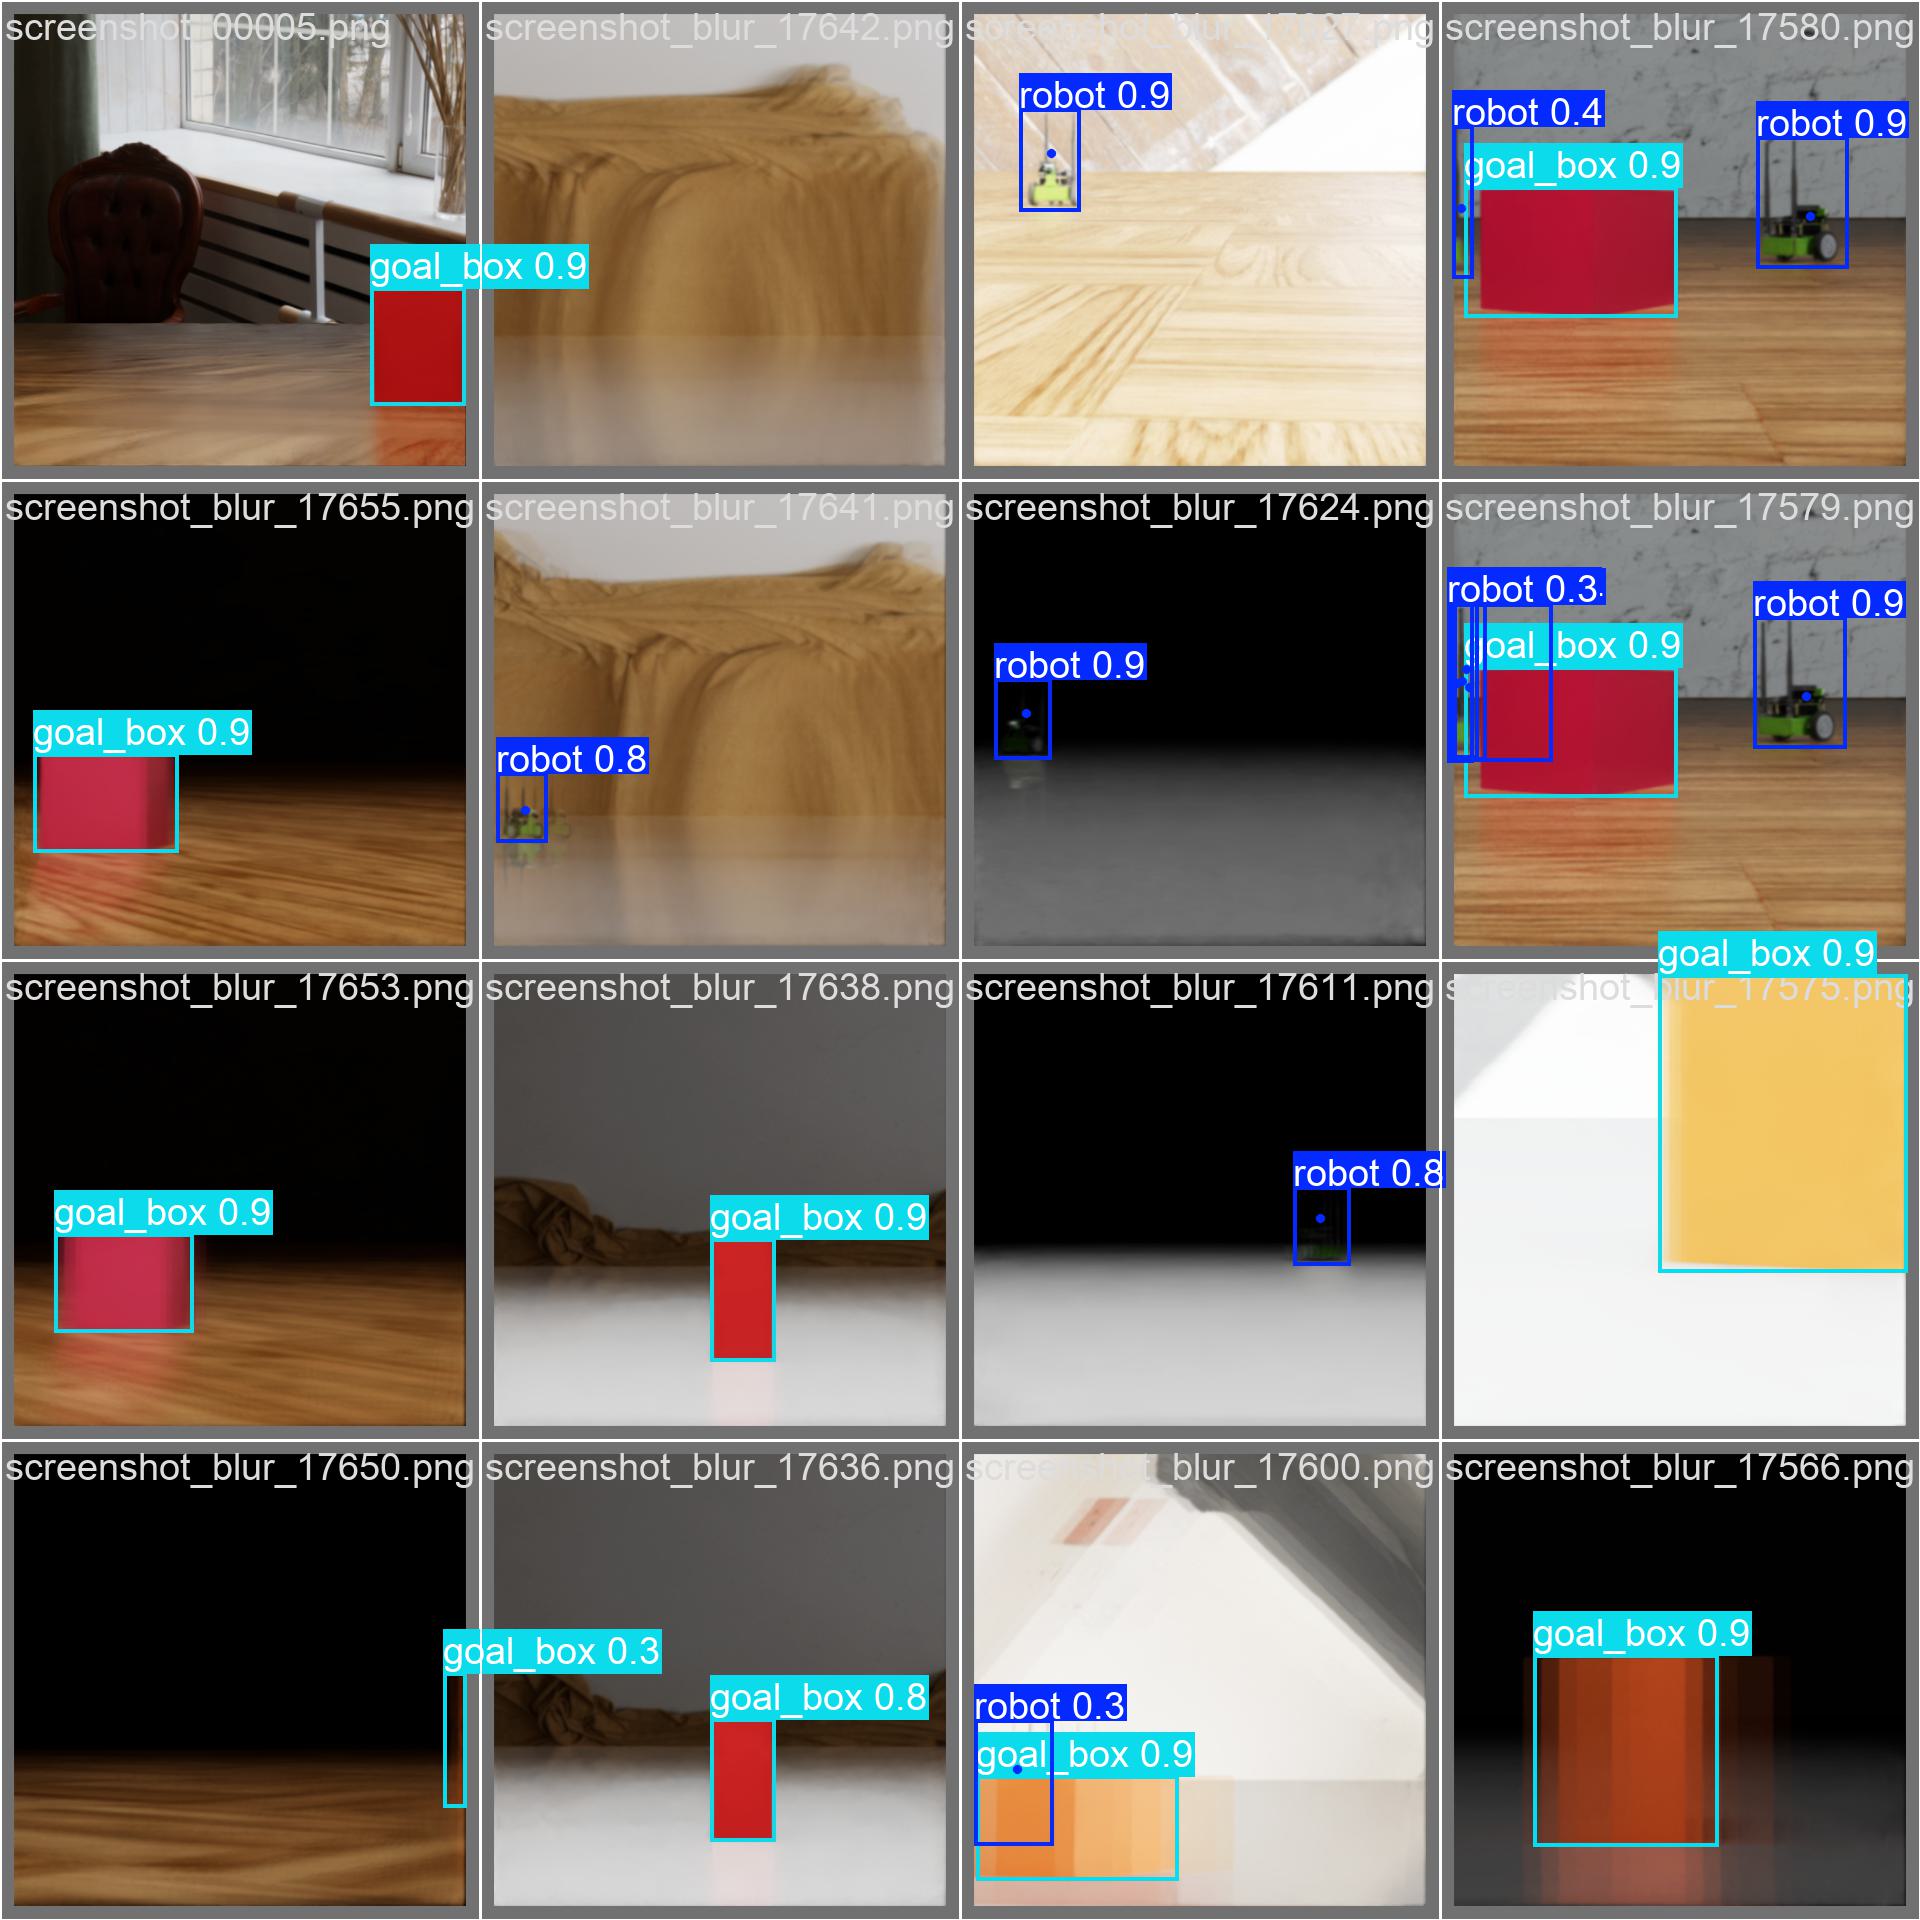 screenshot_00005.png
screenshot_blur_17642.png
screenshot_blur_17627.png
screenshot_blur_17580.png
robot 0.9
robot 0.4
robot 0.9
goal_box 0.9
goal_box 0.9
screenshot_blur_17655.png
screenshot_blur_17641.png
screenshot_blur_17624.png
screenshot_blur_17579.png
robot 0.3
robot 0.9
goal_box 0.9
robot 0.9
goal_box 0.9
robot 0.8
goal_box 0.9
screenshot_blur_17653.png
screenshot_blur_17638.png
screenshot_blur_17611.png
screenshot_blur_17575.png
robot 0.8
goal_box 0.9
goal_box 0.9
screenshot_blur_17650.png
screenshot_blur_17636.png
screenshot_blur_17600.png
screenshot_blur_17566.png
goal_box 0.9
goal_box 0.3
goal_box 0.8
robot 0.3
goal_box 0.9